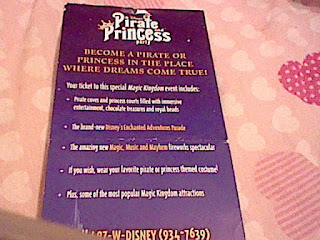 Pirate
Princess
party
BECOME A PIRATE OR
PRINCESS IN THE PLACE
WHERE DREAMS COME TRUE!
Your ticket to this special Magic Kingdom event includes:
• Pirate coves and princess courts filled with immersive
entertainment, chocolate treasures and royal beads
• The brand-new Disney's Enchanted Adventures Parade
• The amazing new Magic, Music and Mayhem fireworks spectacular
• If you wish, wear your favorite pirate or princess themed costume!
• Plus, some of the most popular Magic Kingdom attractions
07-W-DISNEY (934-7639)